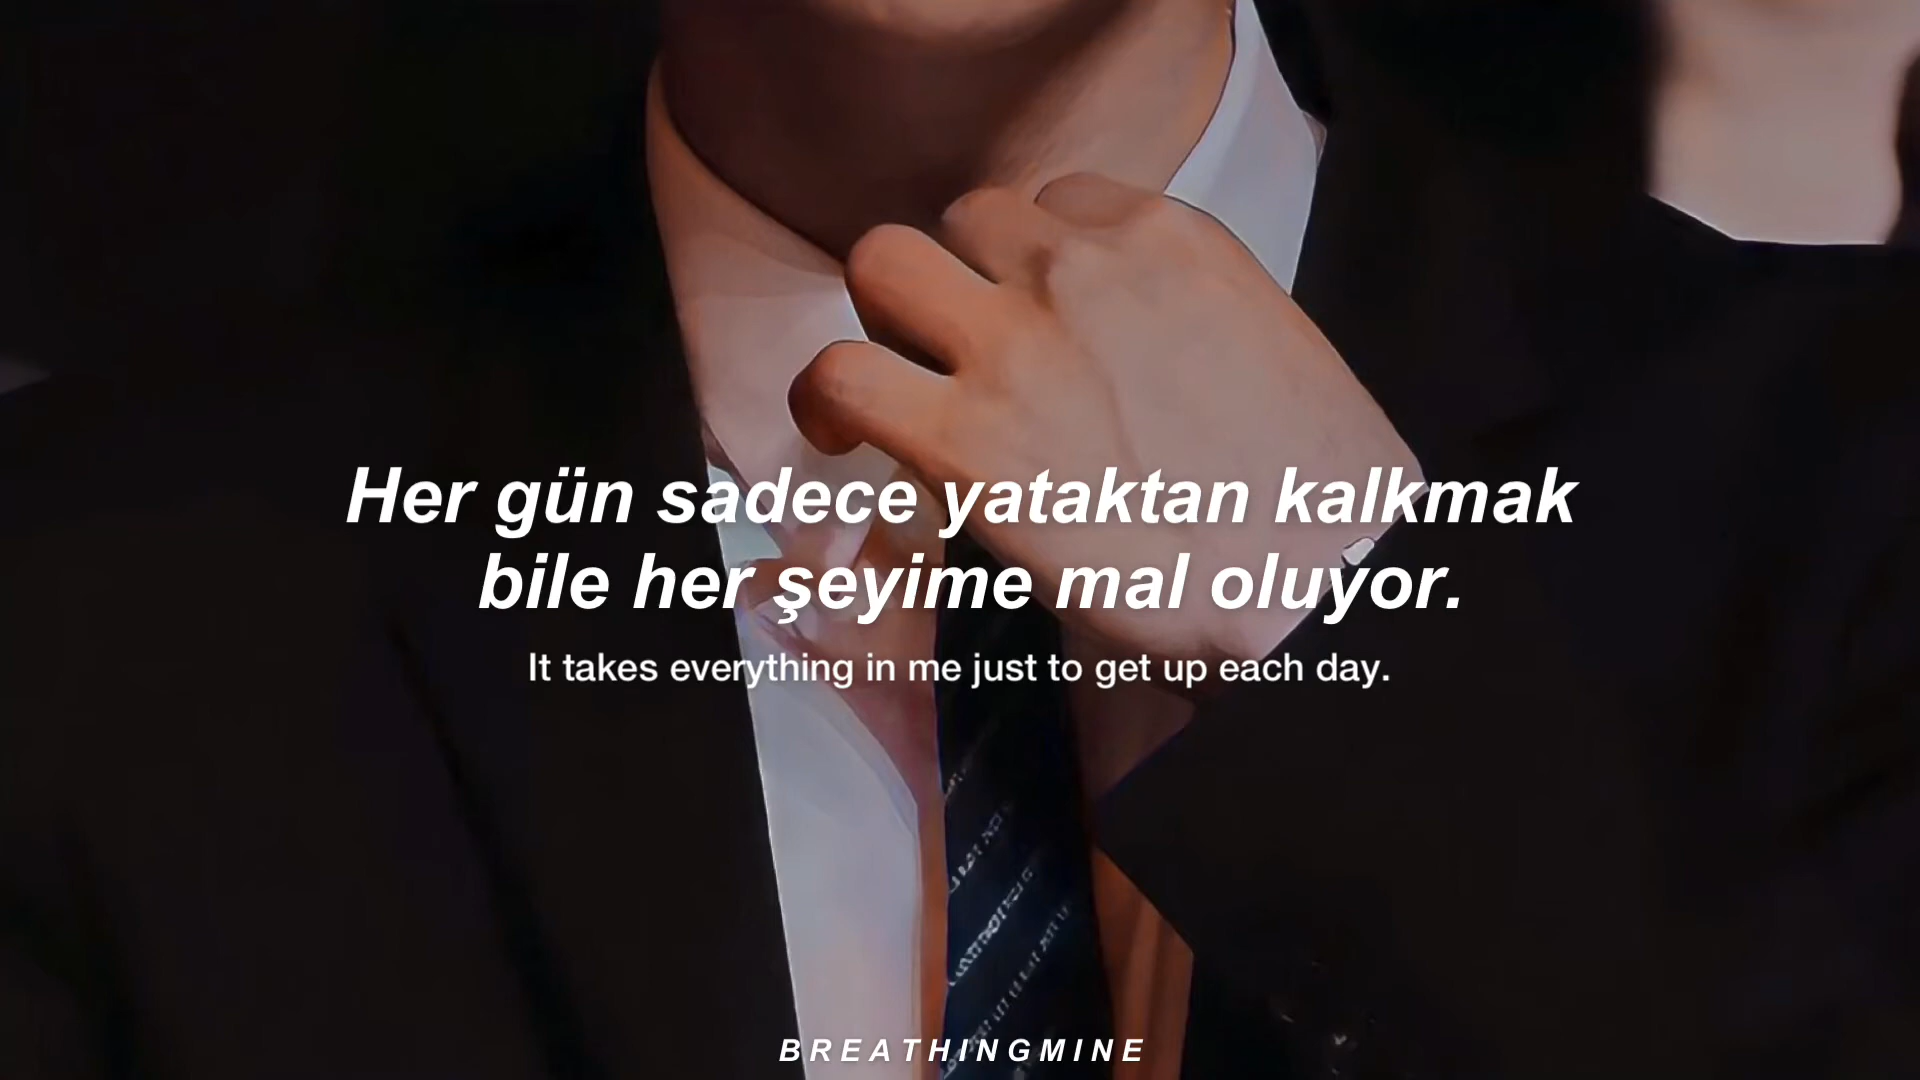 Her gün sadece yataktan kalkmak
bile her şeyime mal oluyor.
It takes everything in me just to get up each day.
BREATHINGMINE